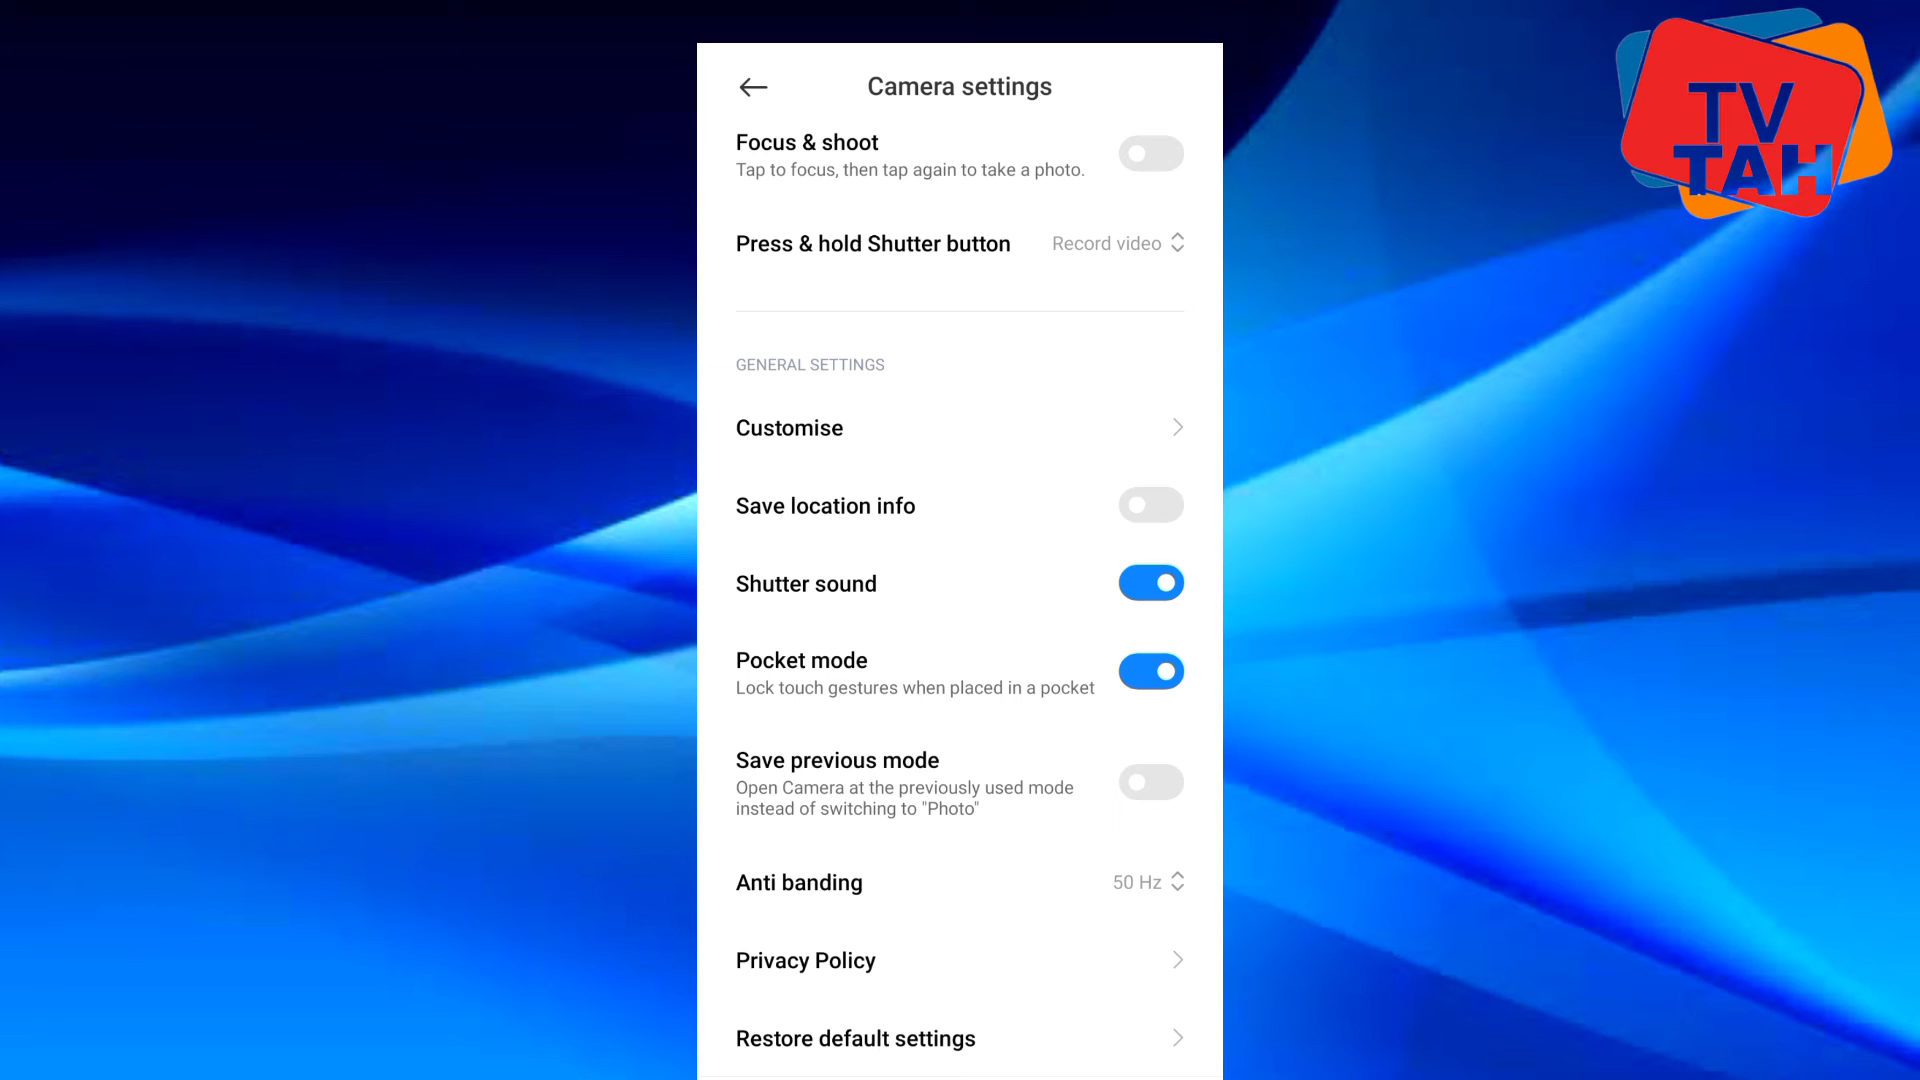 TV
TAH
Camera settings
Focus & shoot
Tap to focus, then tap again to take a photo.
Press & hold Shutter button
Record video
GENERAL SETTINGS
Customise
Save location info
Shutter sound
Pocket mode
Lock touch gestures when placed in a pocket
Save previous mode
Open Camera at the previously used mode
instead of switching to "Photo"
Anti banding
50 Hz
Privacy Policy
Restore default settings